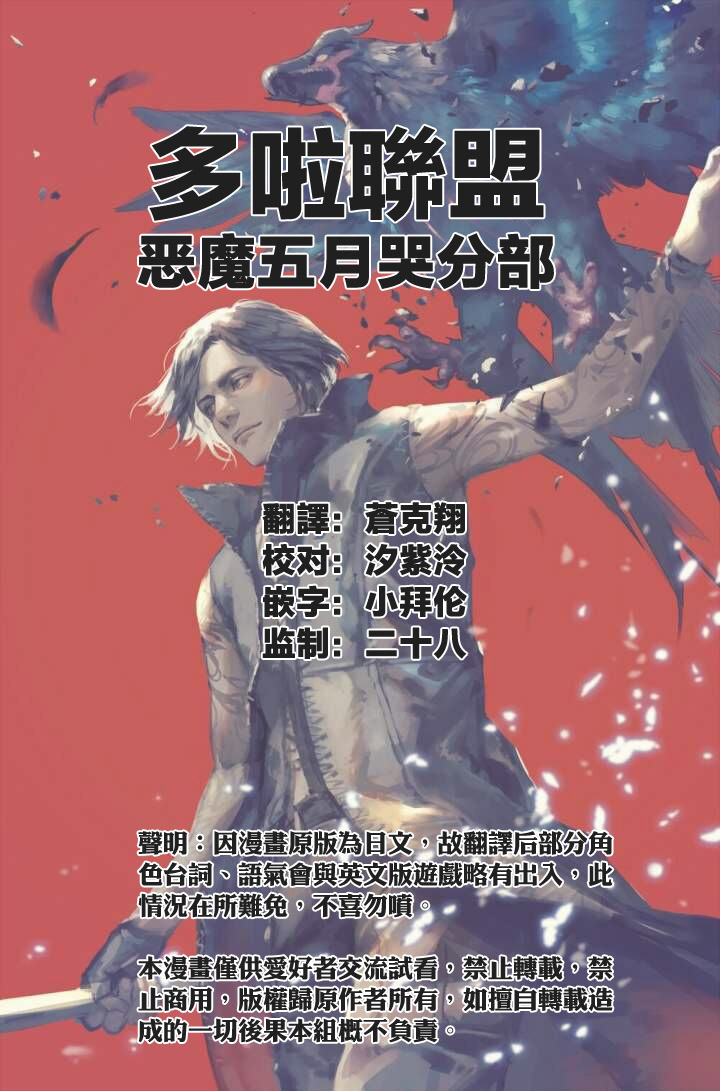 多啦聯盟
恶魔五月哭分部
翻譯：蒼克翔
校对：汐紫泠
嵌字：小拜伦
监制：二十八
聲明：因漫畫原版為日文，故翻譯后部分角
色台詞、語氣會與英文版遊戲略有出入，此
情況在所難免，不喜勿噴。
本漫畫僅供愛好者交流試看，禁止轉載，禁
止商用，版權歸原作者所有，如擅自轉載造
成的一切後果本組概不負責。